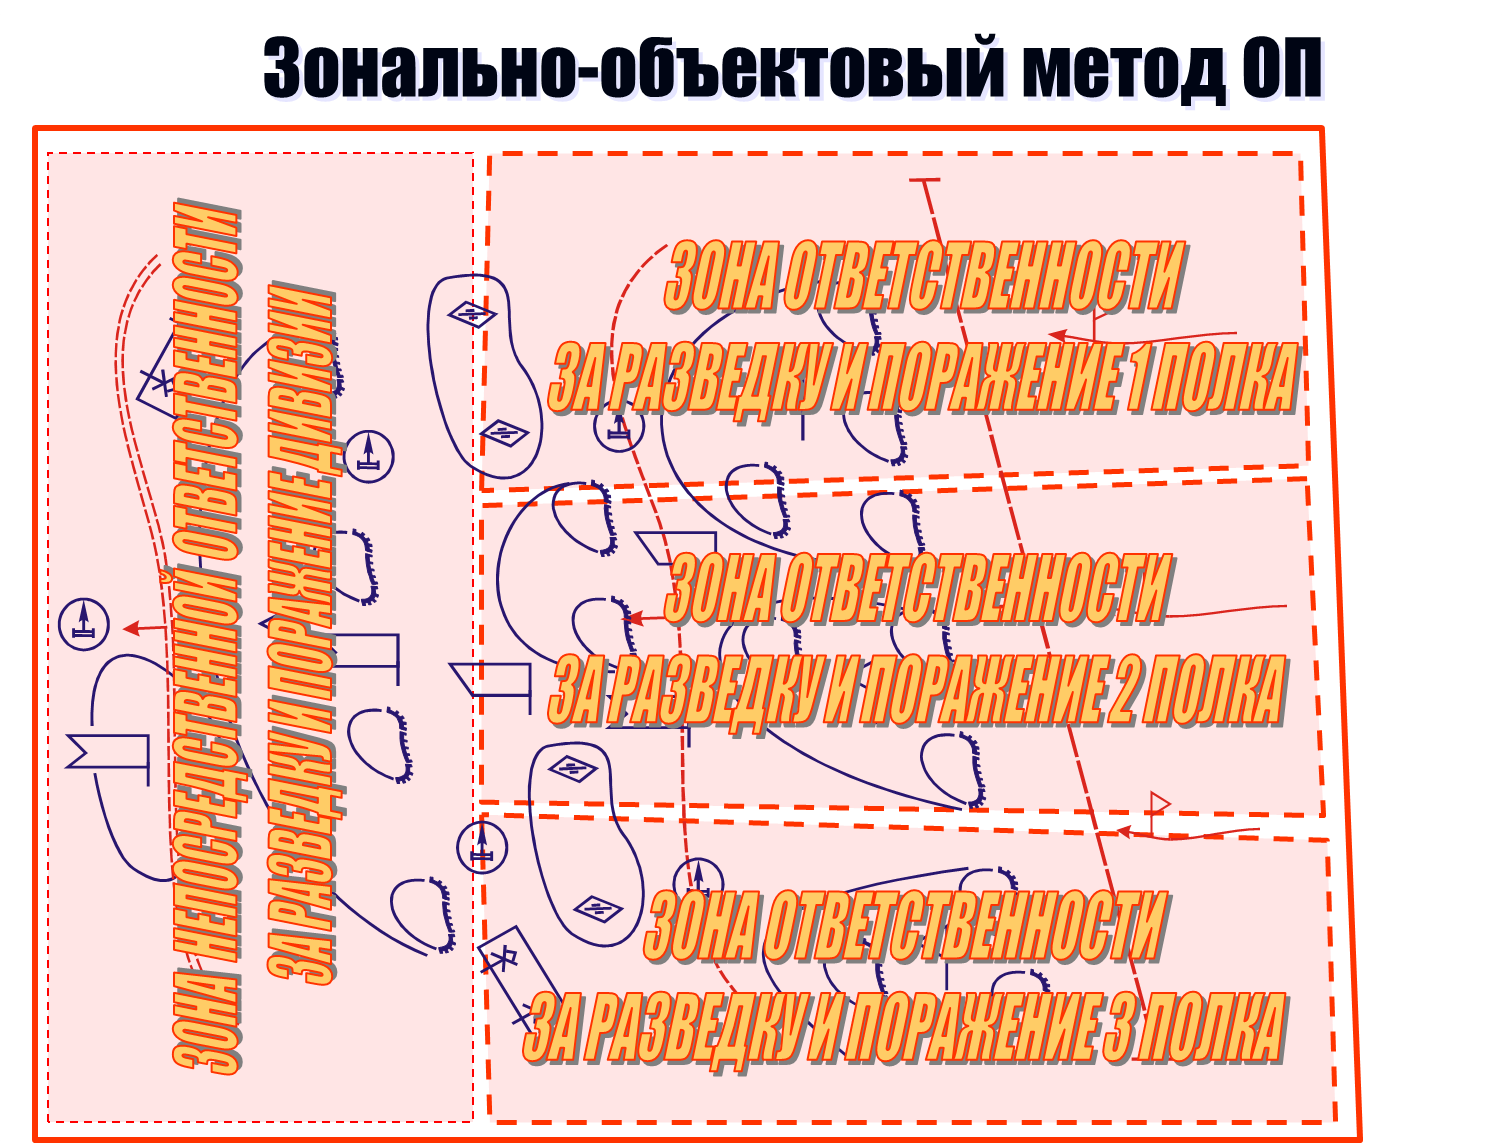 Зонально-объектовый метод ОП
ЗОНА НЕПОСРЕДСТВЕННОЙ ОТВЕТСТВЕННОСТИ
ЗА РАЗВЕДКУ И ПОРАЖЕНИЕ ДИВИЗИИ
ЗОНА ОТВЕТСТВЕННОСТИ
ЗА РАЗВЕДКУ И ПОРАЖЕНИЕ 1 ПОЛКА
ЗОНА ОТВЕТСТВЕННОСТИ
ЗА РАЗВЕДКУ И ПОРАЖЕНИЕ 2 ПОЛКА
ЗОНА ОТВЕТСТВЕННОСТИ
ЗА РАЗВЕДКУ И ПОРАЖЕНИЕ 3 ПОЛКА